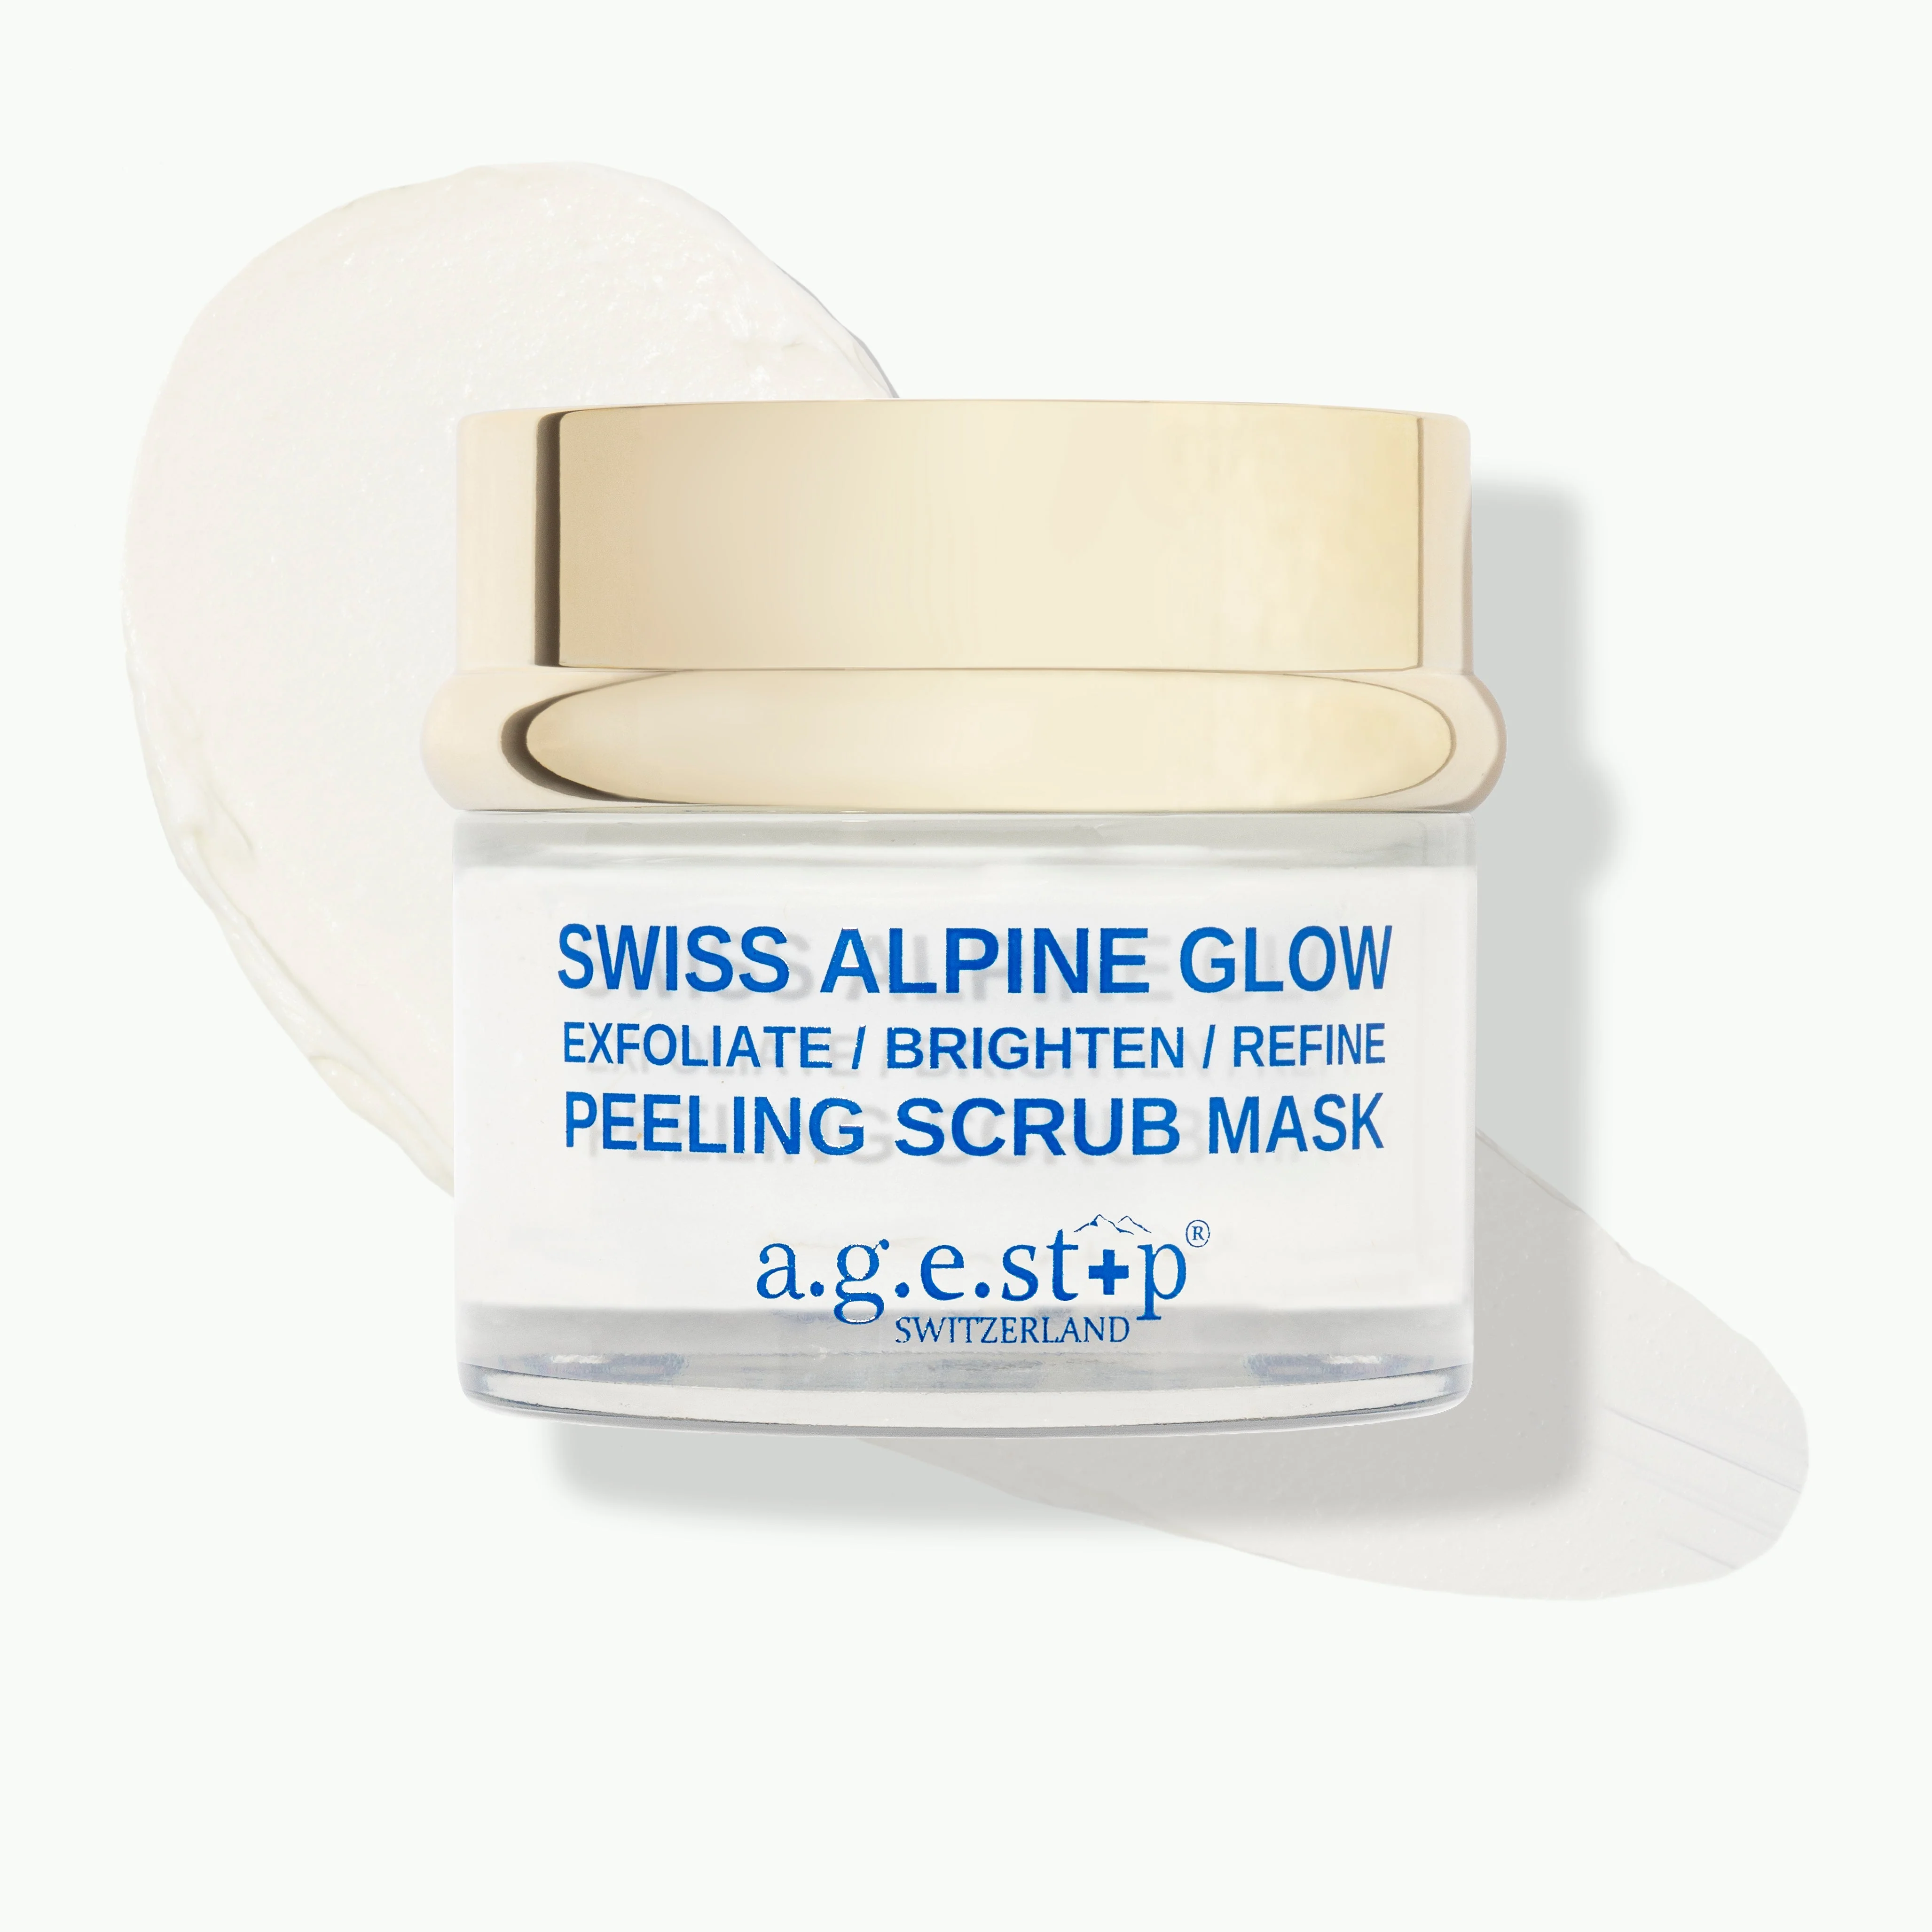 SWISS ALPINE GLOW
EXFOLIATE / BRIGHTEN / REFINE
PEELING SCRUB MASK
a.g.e.st+p®
SWITZERLAND